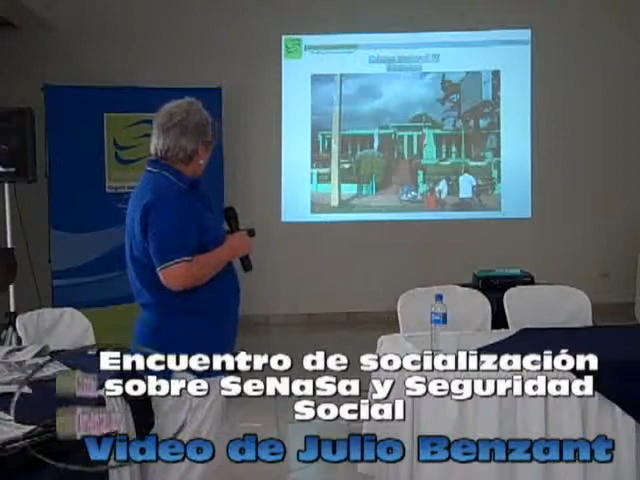 Encuentro de socialización
sobre SeNaSa y Seguridad
Social
Video de Julio Benzant